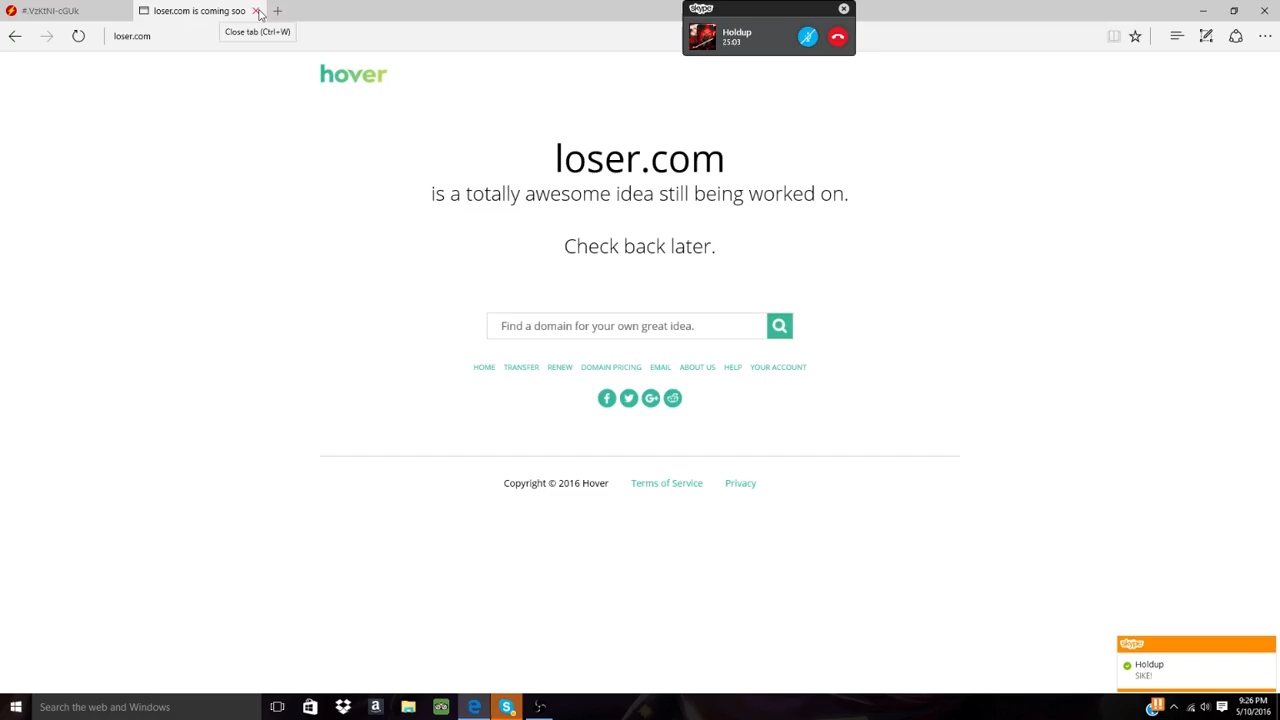 #.VzKtNI-cGUk
loser.com is coming soo
Close tab (Ctrl+W)
loser.com
skype
Holdup
25:03
hover
loser.com
is a totally awesome idea still being worked on.
Check back later.
Find a domain for your own great idea.
HOME TRANSFER RENEW DOMAIN PRICING EMAIL ABOUT US HELP YOUR ACCOUNT
Copyright © 2016 Hover Terms of Service Privacy
skype
Holdup
SIKE!
Search the web and Windows
9:26 PM
5/10/2016